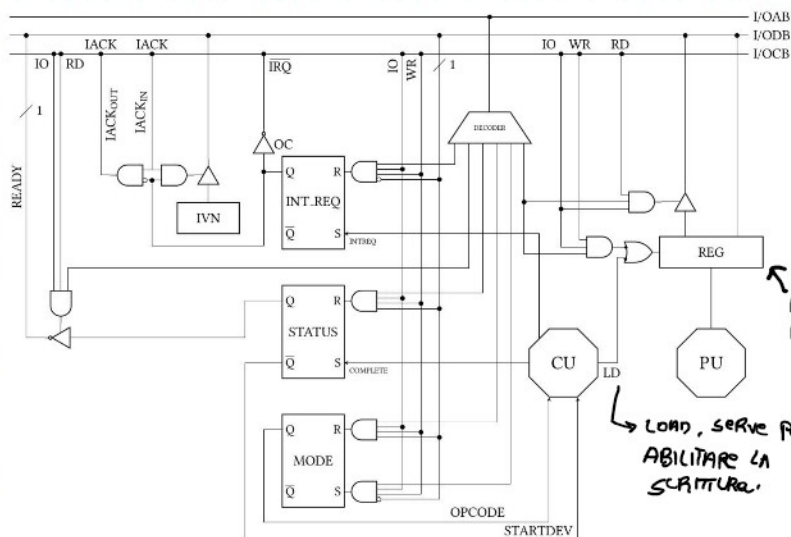 I/OAB
I/ODB
I/OCB
IACK IACK
IO RD
IRQ
IO
WR
1
IO WR RD
1
IACKOUT
IACKIN
READY
OC
DECODER
IVN
Q R
INT_REQ
Q S
INTREQ
REG
Q R
STATUS
Q S
COMPLETE
CU
LD
PU
Q R
MODE
Q S
OPCODE
STARTDEV
LOAD, SERVE
ABILITARE LA
SCRITTURA.